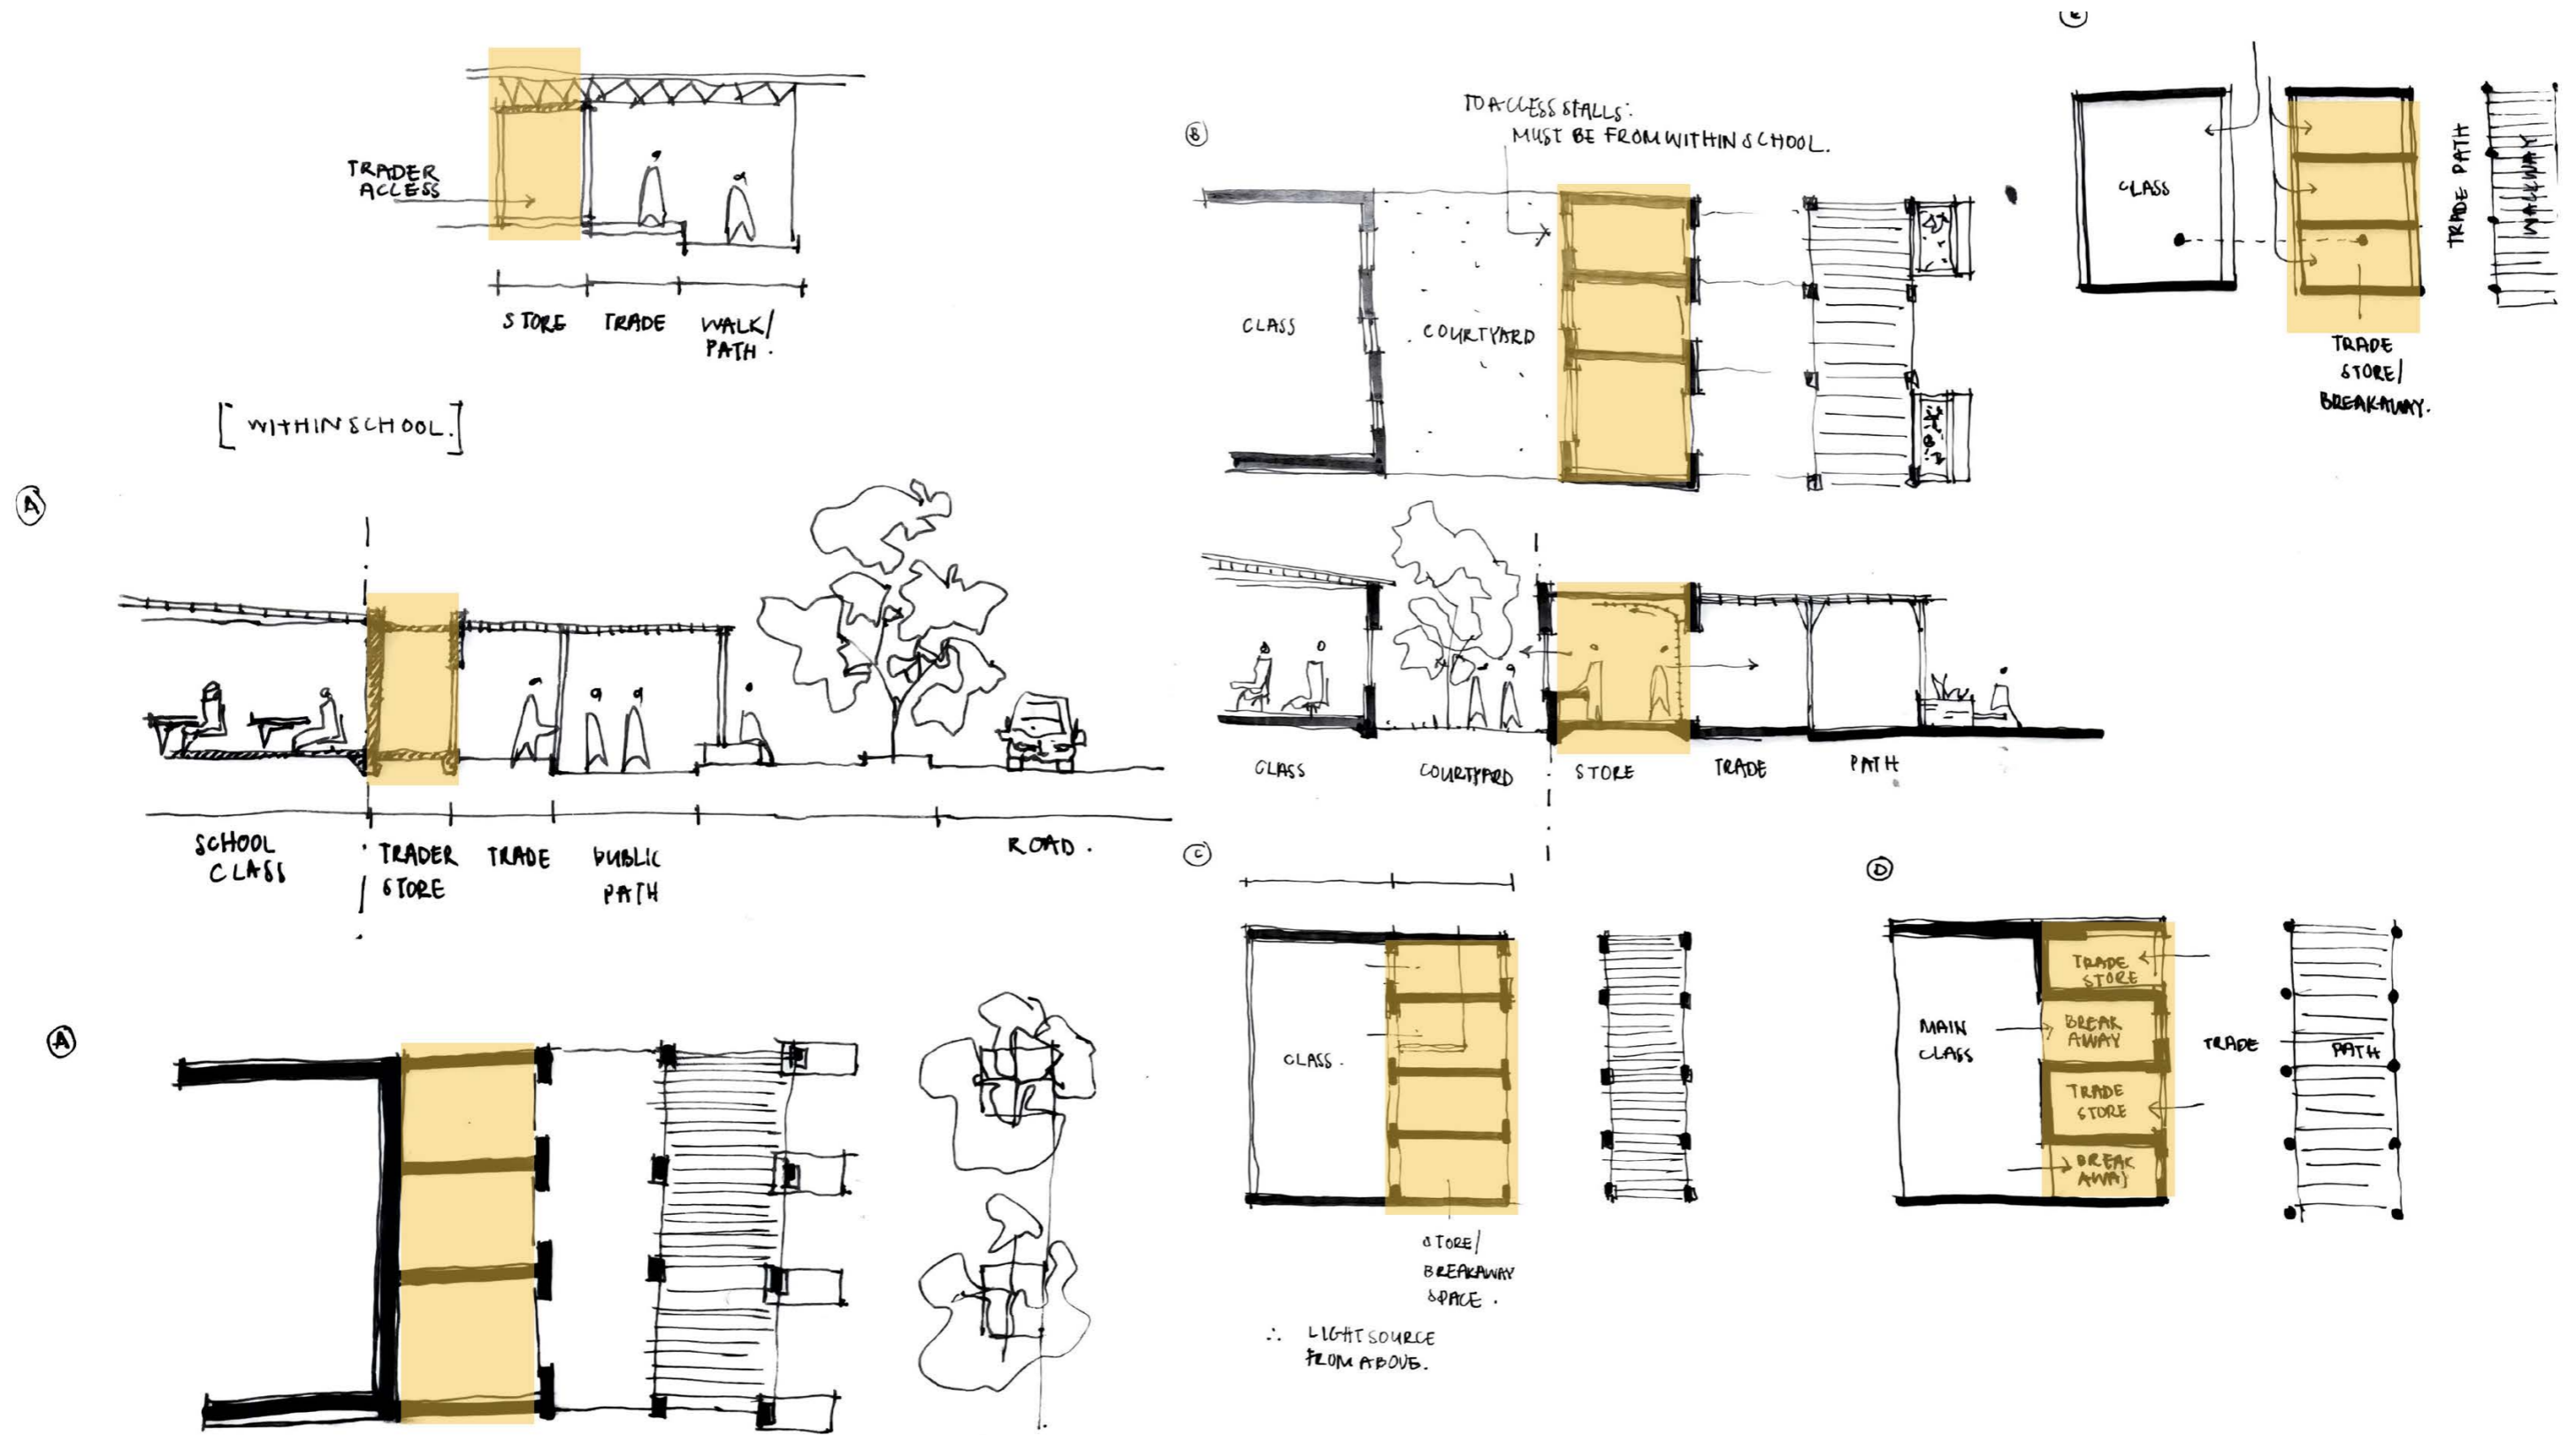 TRADER
ACCESS
STORE
TRADE
WALK/
PATH.
[WITHIN SCHOOL.]
A
SCHOOL
CLASS
TRADER
STORE
TRADE
PUBLIC
PATH
ROAD.
A
B
TO ACCESS STALLS:
MUST BE FROM WITHIN SCHOOL.
CLASS
COURTYARD
CLASS
COURTYARD
STORE
TRADE
PATH
C
CLASS.
STORE/
BREAKAWAY
SPACE.
∴ LIGHT SOURCE
FROM ABOVE.
D
MAIN
CLASS
TRADE
STORE
BREAK
AWAY
TRADE
STORE
BREAK
AWAY
TRADE
PATH
CLASS
TRADE PATH
WALKWAY
TRADE
STORE/
BREAKAWAY.